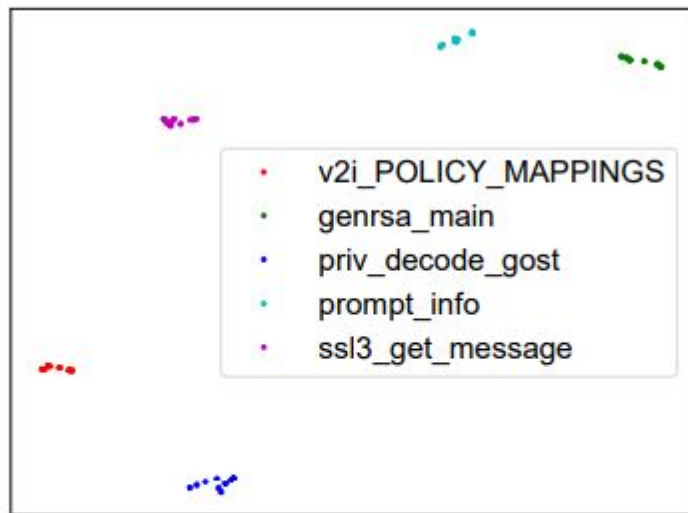 v2i_POLICY_MAPPINGS
genrsa_main
priv_decode_gost
prompt_info
ssl3_get_message